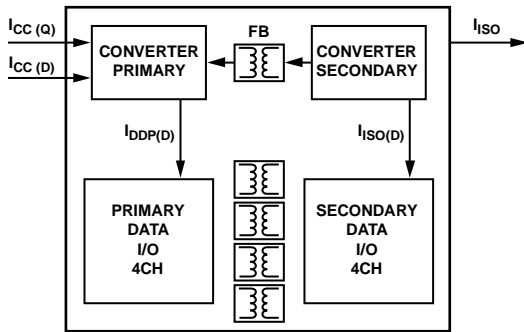 ICC (Q)
ICC (D)
CONVERTER
PRIMARY
FB
CONVERTER
SECONDARY
IISO
IDDP(D)
IISO(D)
PRIMARY
DATA
I/O
4CH
SECONDARY
DATA
I/O
4CH